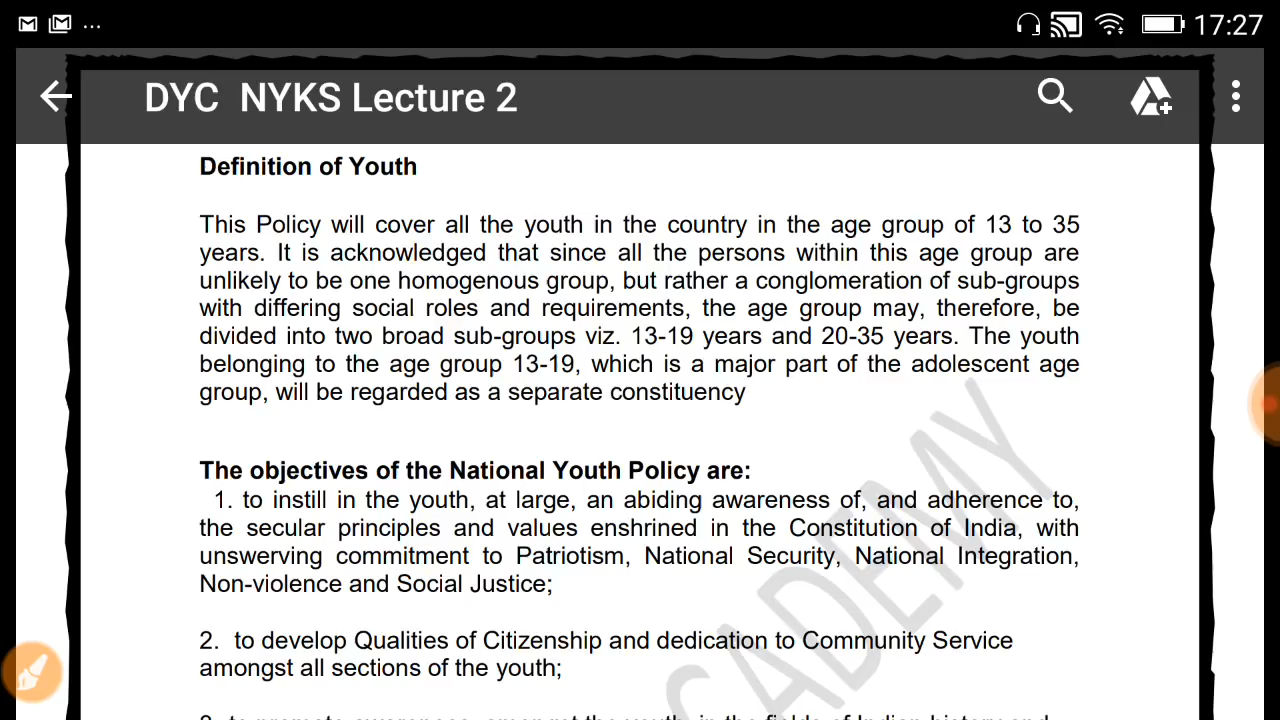 ... 17:27
DYC NYKS Lecture 2
Definition of Youth
This Policy will cover all the youth in the country in the age group of 13 to 35
years. It is acknowledged that since all the persons within this age group are
unlikely to be one homogenous group, but rather a conglomeration of sub-groups
with differing social roles and requirements, the age group may, therefore, be
divided into two broad sub-groups viz. 13-19 years and 20-35 years. The youth
belonging to the age group 13-19, which is a major part of the adolescent age
group, will be regarded as a separate constituency
The objectives of the National Youth Policy are:
1. to instill in the youth, at large, an abiding awareness of, and adherence to,
the secular principles and values enshrined in the Constitution of India, with
unswerving commitment to Patriotism, National Security, National Integration,
Non-violence and Social Justice;
2. to develop Qualities of Citizenship and dedication to Community Service
amongst all sections of the youth;
CADEMY